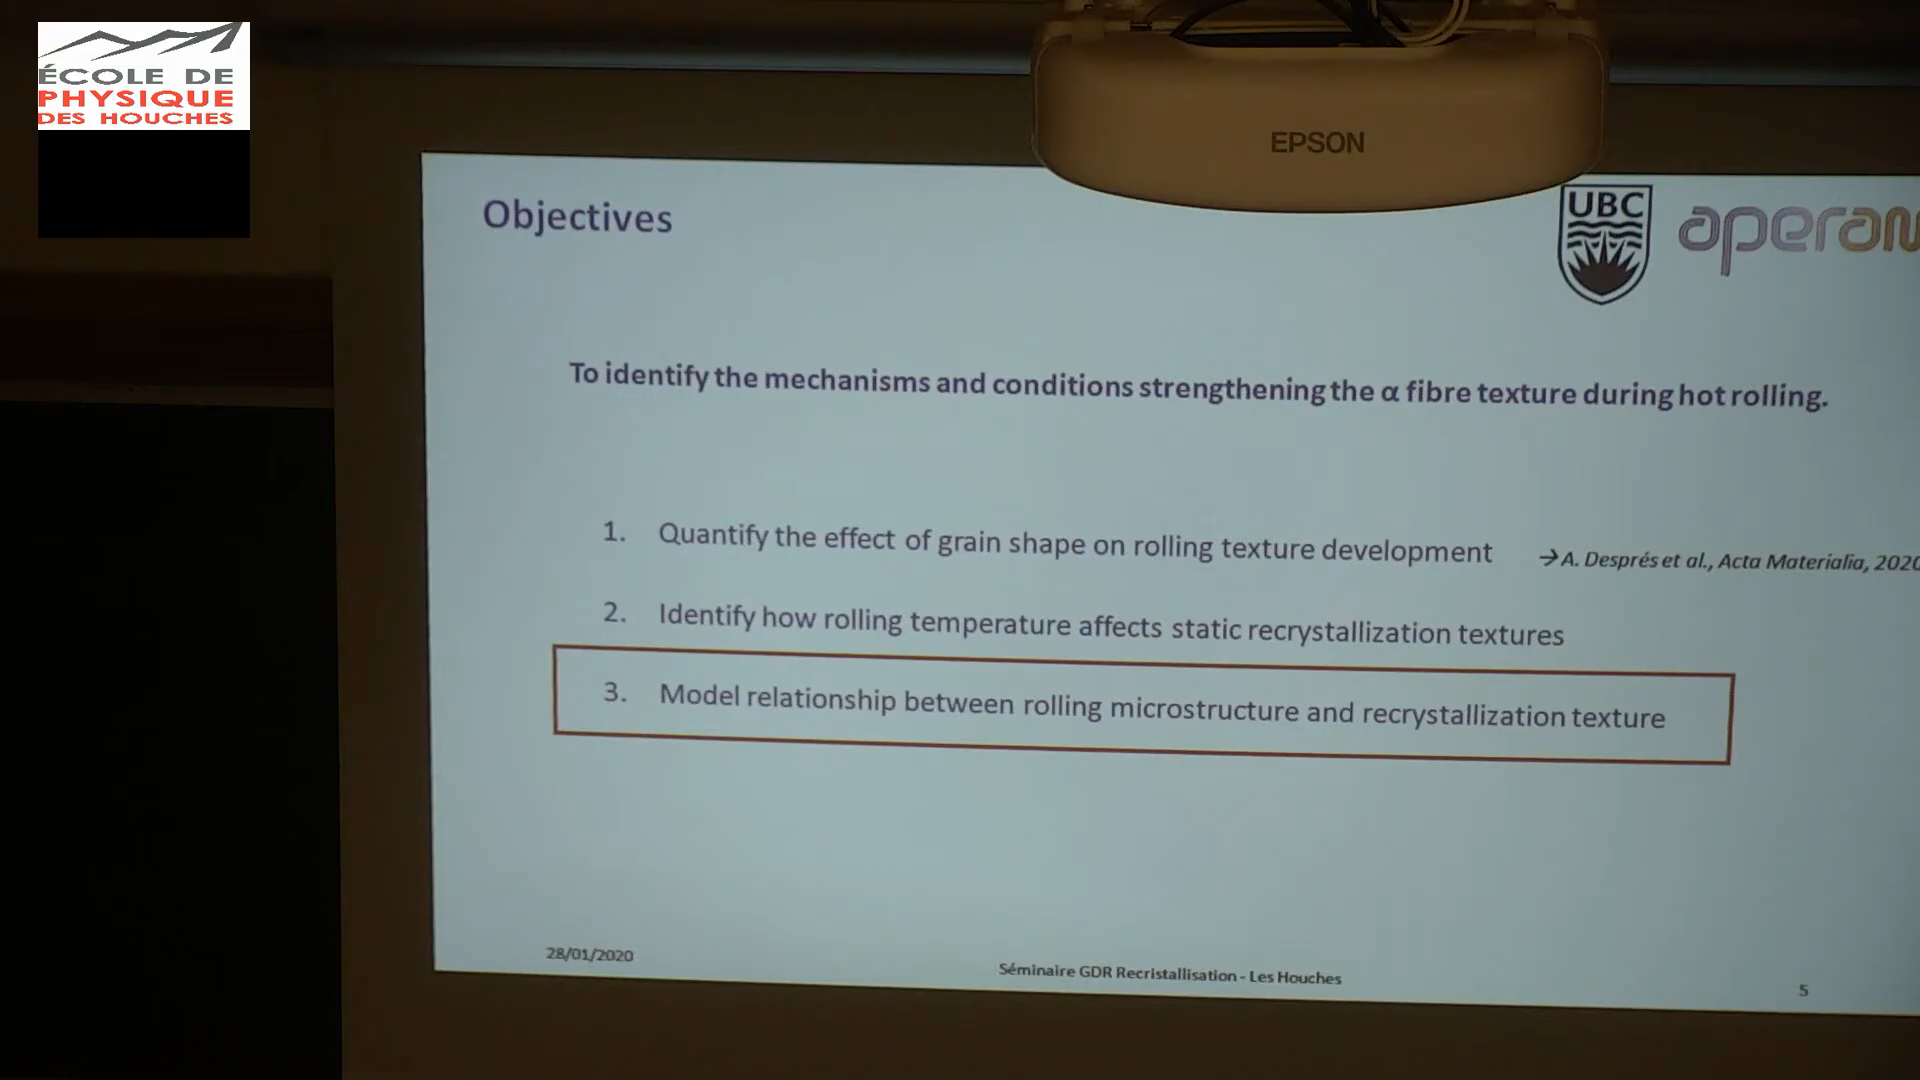 ÉCOLE DE
PHYSIQUE
DES HOUCHES
EPSON
Objectives
UBC
aperam
To identify the mechanisms and conditions strengthening the α fibre texture during hot rolling.
1. Quantify the effect of grain shape on rolling texture development
→ A. Després et al., Acta Materialia, 2020
2. Identify how rolling temperature affects static recrystallization textures
3. Model relationship between rolling microstructure and recrystallization texture
28/01/2020
Séminaire GDR Recristallisation - Les Houches
5